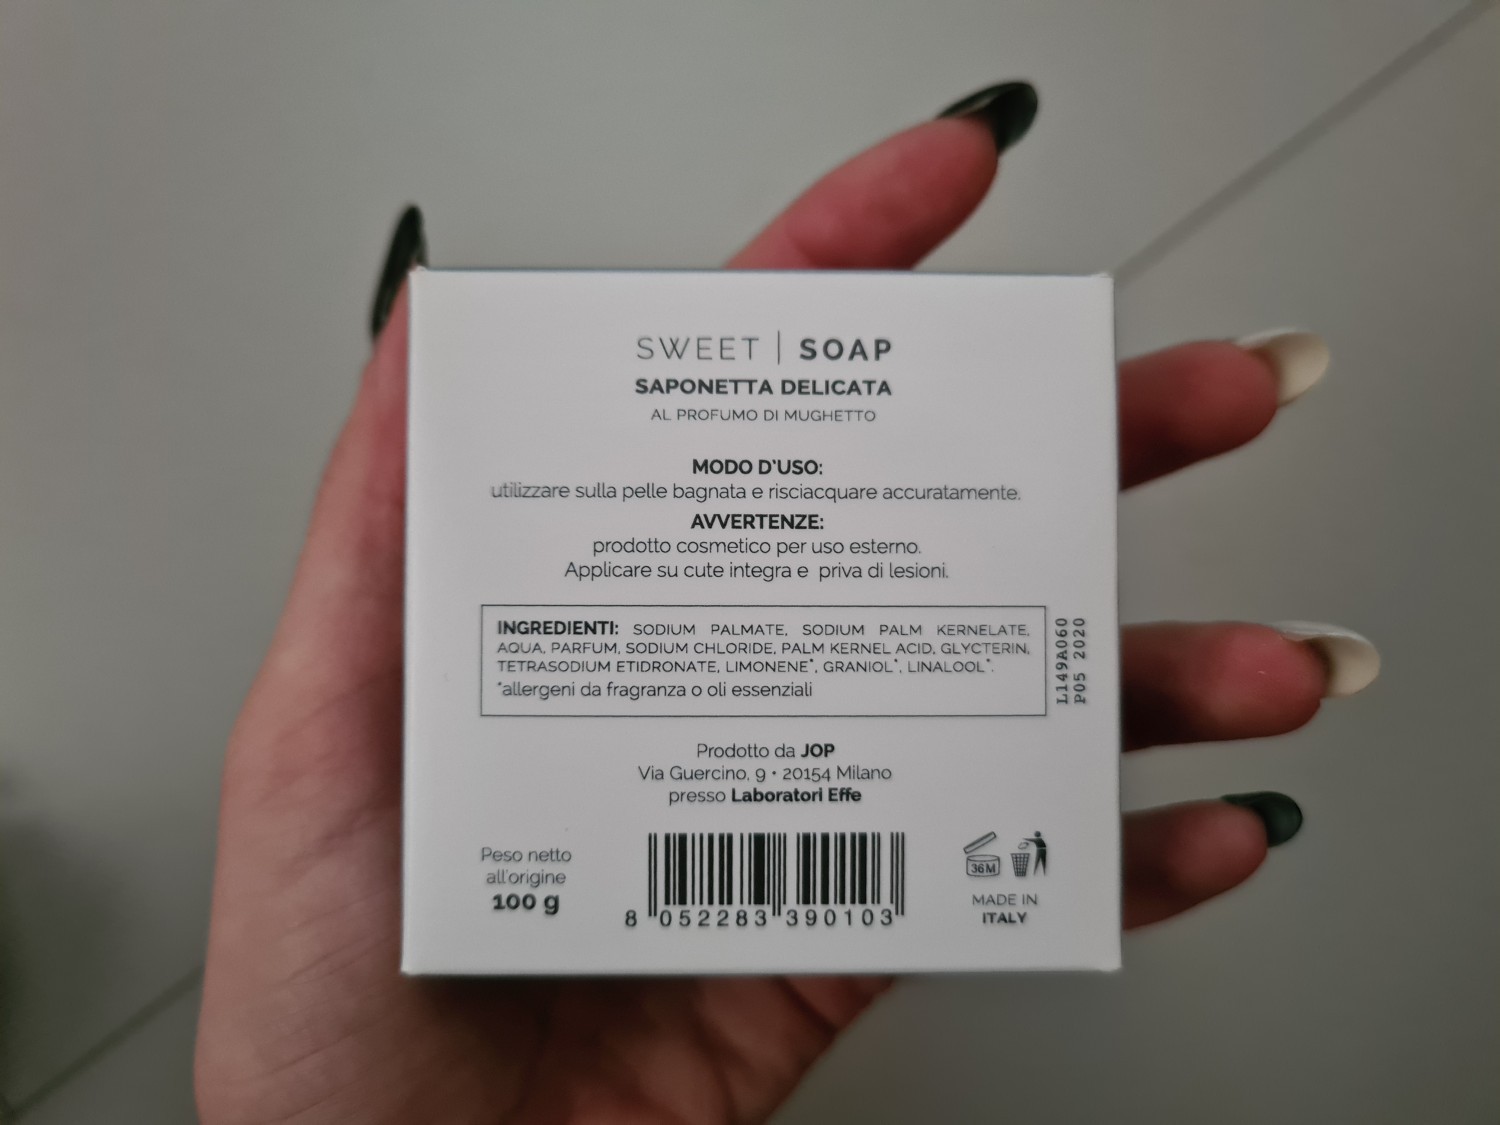 SWEET | SOAP
SAPONETTA DELICATA
AL PROFUMO DI MUGHETTO
MODO D'USO:
utilizzare sulla pelle bagnata e risciacquare accuratamente.
AVVERTENZE:
prodotto cosmetico per uso esterno.
Applicare su cute integra e priva di lesioni.
INGREDIENTI: SODIUM PALMATE, SODIUM PALM KERNELATE,
AQUA, PARFUM, SODIUM CHLORIDE, PALM KERNEL ACID, GLYCTERIN,
TETRASODIUM ETIDRONATE, LIMONENE*, GRANIOL*, LINALOOL*.
*allergeni da fragranza o oli essenziali
L149A060
P05 2020
Prodotto da JOP
Via Guercino, 9 • 20154 Milano
presso Laboratori Effe
Peso netto
all'origine
100 g
8 052283 390103
36M
MADE IN
ITALY